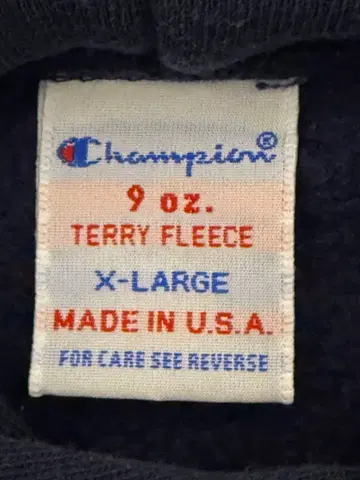 Champion®
9 oz.
TERRY FLEECE
X-LARGE
MADE IN U.S.A.
FOR CARE SEE REVERSE